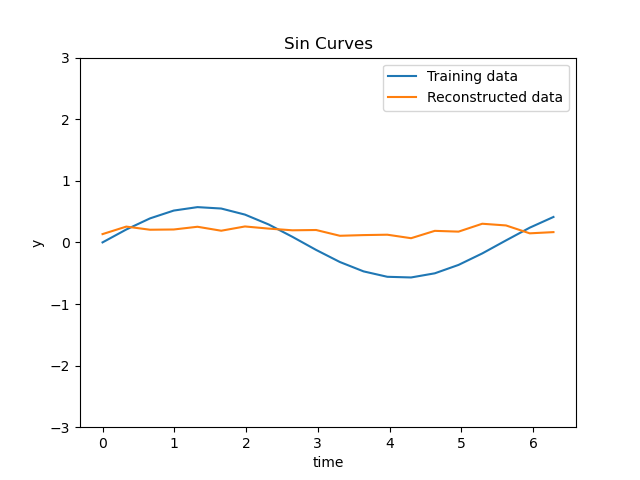 Sin Curves
Training data
Reconstructed data
3
2
1
0
−1
−2
−3
y
0 1 2 3 4 5 6
time